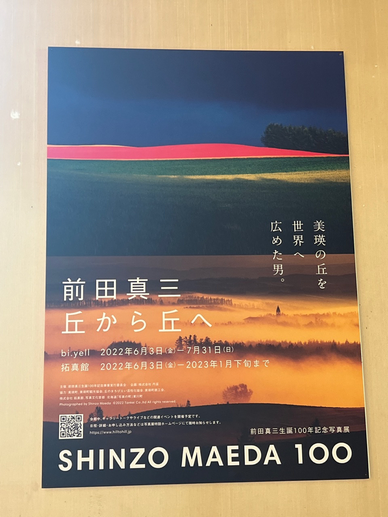 美瑛の丘を
世界へ
広めた男。
前田真三
丘から丘へ
bi.yell 2022年6月3日(金)ー7月31日(日)
拓真館 2022年6月3日(金)ー2023年1月下旬まで
https://www.hilltohill.jp
前田真三生誕100年記念写真展
SHINZO MAEDA 100